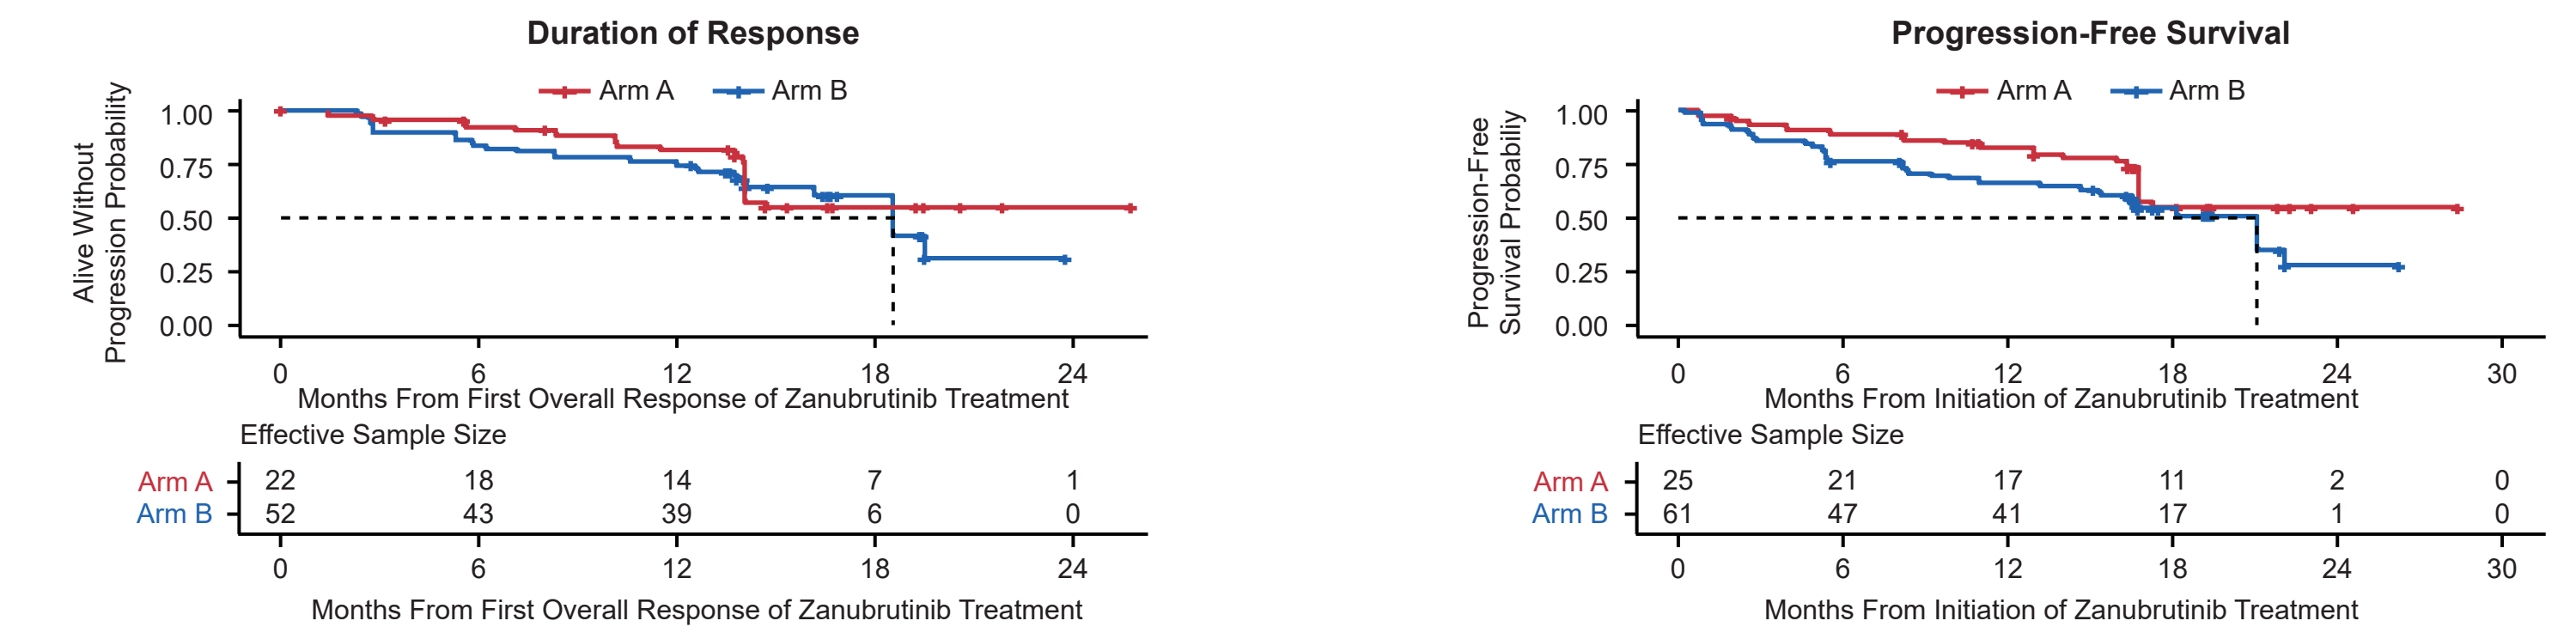 Duration of Response
Arm A
Arm B
Alive Without
Progression Probability
1.00
0.75
0.50
0.25
0.00
0 6 12 18 24
Months From First Overall Response of Zanubrutinib Treatment
Effective Sample Size
Arm A 22 18 14 7 1
Arm B 52 43 39 6 0
0 6 12 18 24
Months From First Overall Response of Zanubrutinib Treatment
Progression-Free Survival
Arm A
Arm B
Progression-Free
Survival Probabiliy
1.00
0.75
0.50
0.25
0.00
0 6 12 18 24 30
Months From Initiation of Zanubrutinib Treatment
Effective Sample Size
Arm A 25 21 17 11 2 0
Arm B 61 47 41 17 1 0
0 6 12 18 24 30
Months From Initiation of Zanubrutinib Treatment